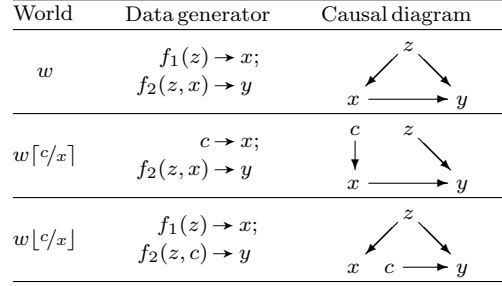 World Data generator Causal diagram
z
f₁(z) → x;
w
f₂(z, x) → y
x y
c z
c → x;
w⌈c/x⌉
f₂(z, x) → y
x y
z
f₁(z) → x;
w⌊c/x⌋
f₂(z, c) → y
x c y